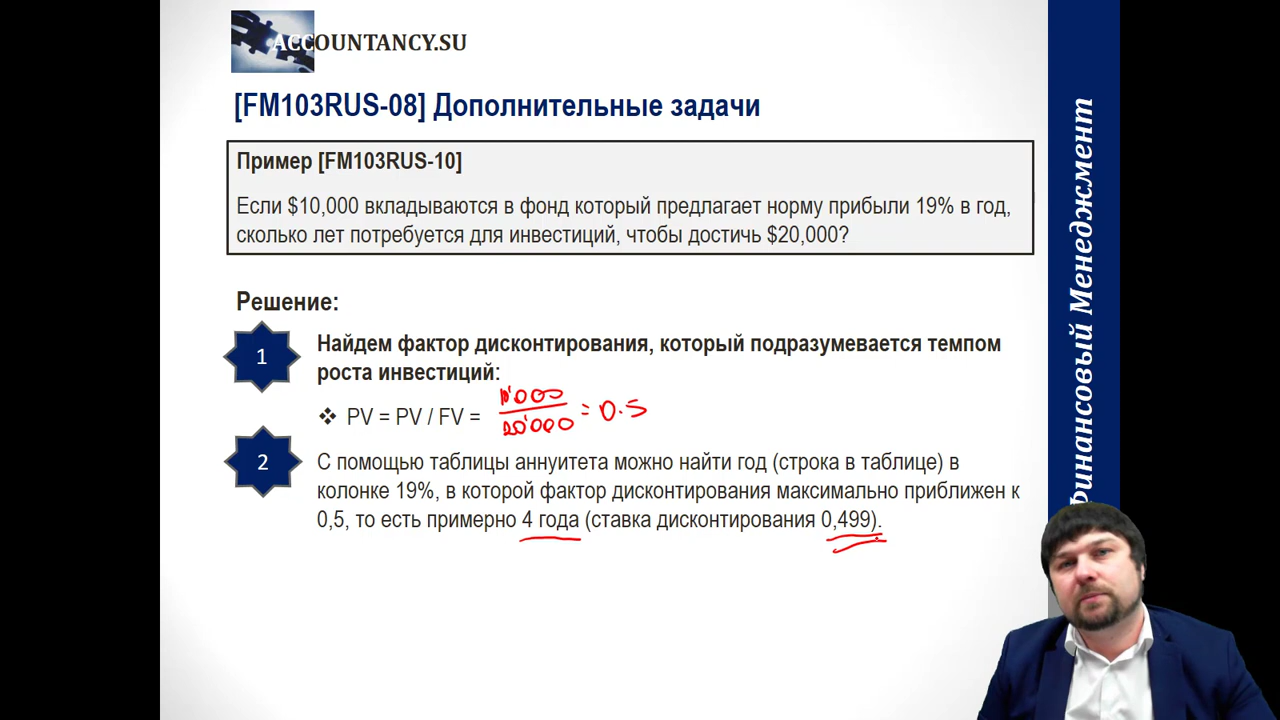 ACCOUNTANCY.SU
[FM103RUS-08] Дополнительные задачи
Пример [FM103RUS-10]
Если $10,000 вкладываются в фонд который предлагает норму прибыли 19% в год,
сколько лет потребуется для инвестиций, чтобы достичь $20,000?
Решение:
1
Найдем фактор дисконтирования, который подразумевается темпом
роста инвестиций:
❖ PV = PV / FV =
10'000
20'000
= 0.5
2
С помощью таблицы аннуитета можно найти год (строка в таблице) в
колонке 19%, в которой фактор дисконтирования максимально приближен к
0,5, то есть примерно 4 года (ставка дисконтирования 0,499).
Финансовый Менеджмент